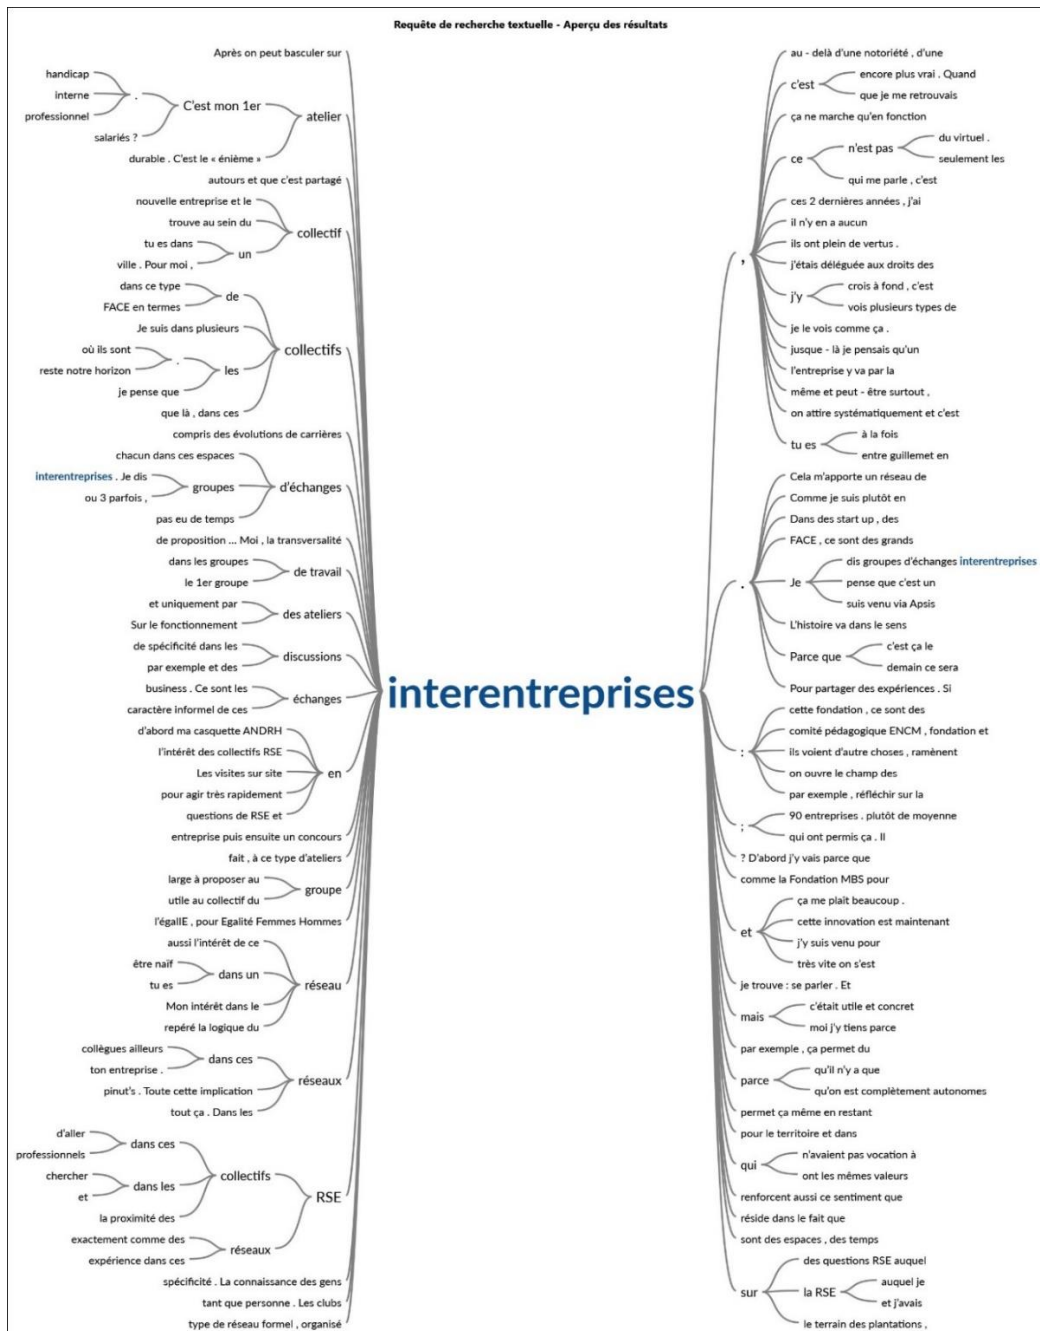 Requête de recherche textuelle - Aperçu des résultats
Après on peut basculer sur
handicap
interne
professionnel
.
C'est mon 1er
salariés ?
atelier
durable . C'est le « énième »
autours et que c'est partagé
nouvelle entreprise et le
trouve au sein du
collectif
tu es dans
un
ville . Pour moi ,
dans ce type
de
FACE en termes
Je suis dans plusieurs
collectifs
où ils sont
.
reste notre horizon
les
je pense que
que là , dans ces
compris des évolutions de carrières
chacun dans ces espaces
interentreprises . Je dis
groupes
d'échanges
ou 3 parfois ,
pas eu de temps
de proposition ... Moi , la transversalité
dans les groupes
de travail
le 1er groupe
et uniquement par
des ateliers
Sur le fonctionnement
de spécificité dans les
discussions
par exemple et des
business . Ce sont les
échanges
caractère informel de ces
d'abord ma casquette ANDRH
l'intérêt des collectifs RSE
Les visites sur site
en
pour agir très rapidement
questions de RSE et
entreprise puis ensuite un concours
fait , à ce type d'ateliers
large à proposer au
groupe
utile au collectif du
l'égallE , pour Egalité Femmes Hommes
aussi l'intérêt de ce
être naïf
dans un
tu es
réseau
Mon intérêt dans le
repéré la logique du
collègues ailleurs
dans ces
ton entreprise .
réseaux
pinut's . Toute cette implication
tout ça . Dans les
d'aller
dans ces
professionnels
collectifs
chercher
dans les
et
RSE
la proximité des
exactement comme des
réseaux
expérience dans ces
spécificité . La connaissance des gens
tant que personne . Les clubs
type de réseau formel , organisé
interentreprises
au - delà d'une notoriété , d'une
c'est
encore plus vrai . Quand
que je me retrouvais
ça ne marche qu'en fonction
ce
n'est pas
du virtuel .
seulement les
qui me parle , c'est
ces 2 dernières années , j'ai
il n'y en a aucun
ils ont plein de vertus .
,
j'étais déléguée aux droits des
j'y
crois à fond , c'est
vois plusieurs types de
je le vois comme ça .
jusque - là je pensais qu'un
l'entreprise y va par la
même et peut - être surtout ,
on attire systématiquement et c'est
tu es
à la fois
entre guillemet en
Cela m'apporte un réseau de
Comme je suis plutôt en
Dans des start up , des
FACE , ce sont des grands
.
Je
dis groupes d'échanges interentreprises
pense que c'est un
suis venu via Apsis
L'histoire va dans le sens
Parce que
c'est ça le
demain ce sera
Pour partager des expériences . Si
cette fondation , ce sont des
comité pédagogique ENCM , fondation et
:
ils voient d'autre choses , ramènent
on ouvre le champ des
par exemple , réfléchir sur la
;
90 entreprises . plutôt de moyenne
qui ont permis ça . Il
? D'abord j'y vais parce que
comme la Fondation MBS pour
et
ça me plaît beaucoup .
cette innovation est maintenant
j'y suis venu pour
très vite on s'est
je trouve : se parler . Et
mais
c'était utile et concret
moi j'y tiens parce
par exemple , ça permet du
parce
qu'il n'y a que
qu'on est complètement autonomes
permet ça même en restant
pour le territoire et dans
qui
n'avaient pas vocation à
ont les mêmes valeurs
renforcent aussi ce sentiment que
réside dans le fait que
sont des espaces , des temps
sur
des questions RSE auquel
la RSE
auquel je
et j'avais
le terrain des plantations ,